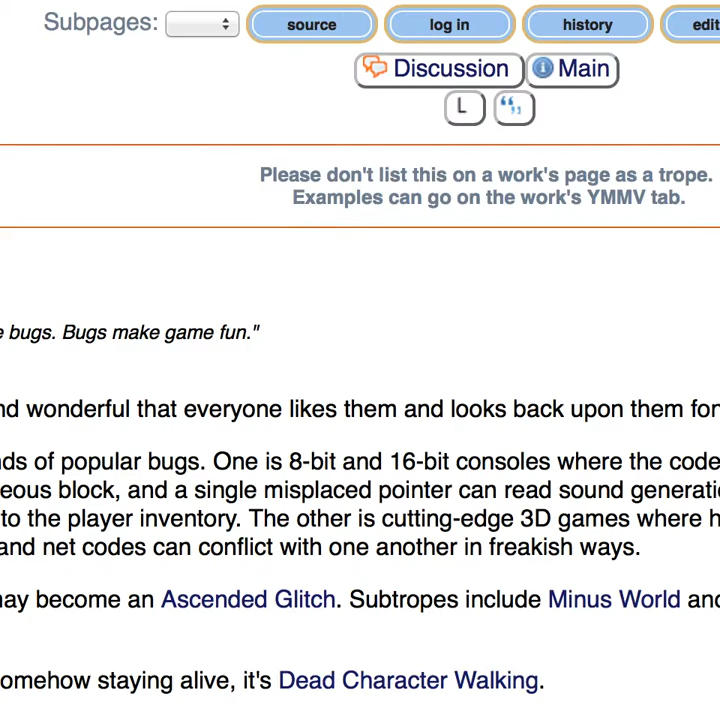 Subpages:
source
log in
history
edit
Discussion
Main
L
Please don't list this on a work's page as a trope.
Examples can go on the work's YMMV tab.
e bugs. Bugs make game fun."
nd wonderful that everyone likes them and looks back upon them fon
nds of popular bugs. One is 8-bit and 16-bit consoles where the code
eous block, and a single misplaced pointer can read sound generatio
to the player inventory. The other is cutting-edge 3D games where h
and net codes can conflict with one another in freakish ways.
may become an Ascended Glitch. Subtropes include Minus World and
omehow staying alive, it's Dead Character Walking.